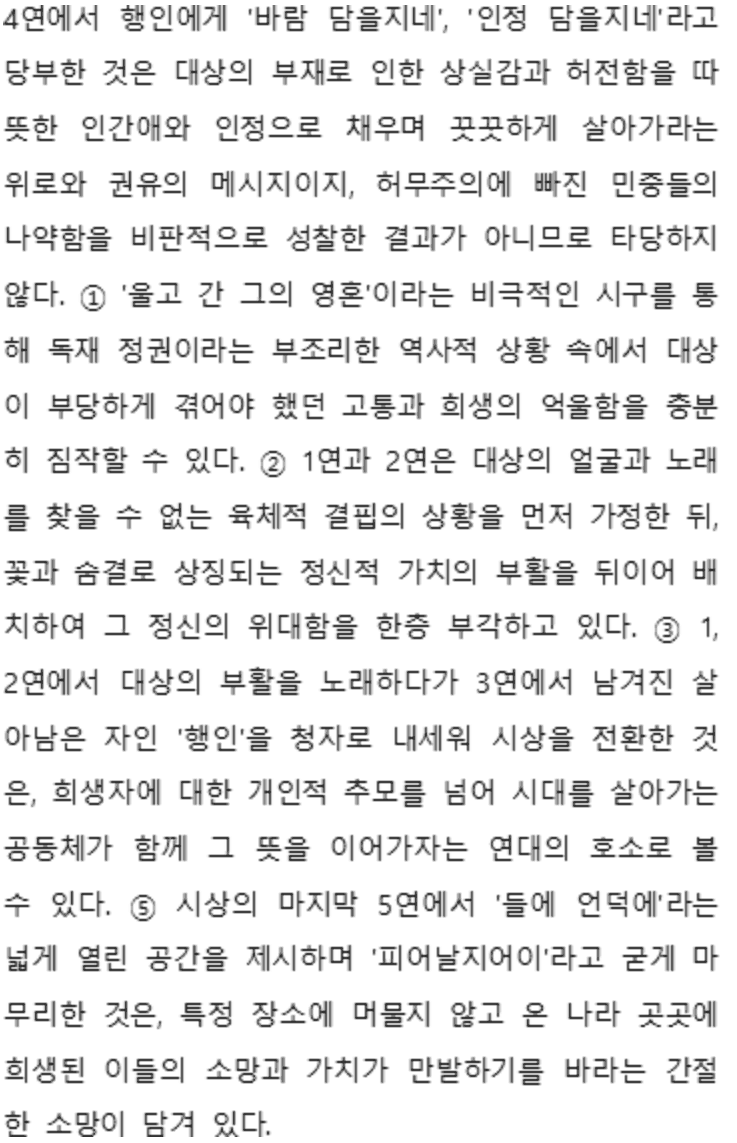 4연에서 행인에게 '바람 담을지네', '인정 담을지네'라고
당부한 것은 대상의 부재로 인한 상실감과 허전함을 따
뜻한 인간애와 인정으로 채우며 꿋꿋하게 살아가라는
위로와 권유의 메시지이지, 허무주의에 빠진 민중들의
나약함을 비판적으로 성찰한 결과가 아니므로 타당하지
않다. ① '울고 간 그의 영혼'이라는 비극적인 시구를 통
해 독재 정권이라는 부조리한 역사적 상황 속에서 대상
이 부당하게 겪어야 했던 고통과 희생의 억울함을 충분
히 짐작할 수 있다. ② 1연과 2연은 대상의 얼굴과 노래
를 찾을 수 없는 육체적 결핍의 상황을 먼저 가정한 뒤,
꽃과 숨결로 상징되는 정신적 가치의 부활을 뒤이어 배
치하여 그 정신의 위대함을 한층 부각하고 있다. ③ 1,
2연에서 대상의 부활을 노래하다가 3연에서 남겨진 살
아남은 자인 '행인'을 청자로 내세워 시상을 전환한 것
은, 희생자에 대한 개인적 추모를 넘어 시대를 살아가는
공동체가 함께 그 뜻을 이어가자는 연대의 호소로 볼
수 있다. ⑤ 시상의 마지막 5연에서 '들에 언덕에'라는
넓게 열린 공간을 제시하며 '피어날지어이'라고 굳게 마
무리한 것은, 특정 장소에 머물지 않고 온 나라 곳곳에
희생된 이들의 소망과 가치가 만발하기를 바라는 간절
한 소망이 담겨 있다.